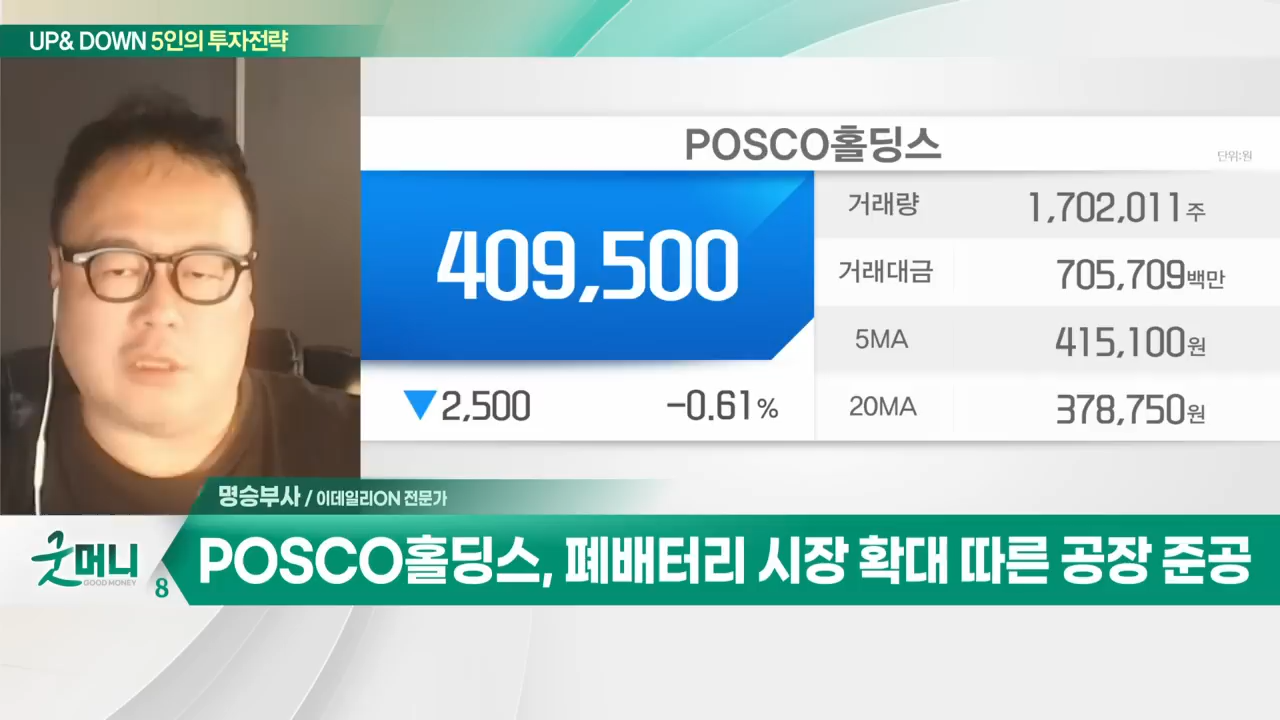 UP& DOWN 5인의 투자전략
POSCO홀딩스
단위:원
409,500
▼2,500 -0.61%
거래량 1,702,011주
거래대금 705,709백만
5MA 415,100원
20MA 378,750원
명승부사 / 이데일리ON 전문가
굿머니
GOOD MONEY
8
POSCO홀딩스, 폐배터리 시장 확대 따른 공장 준공